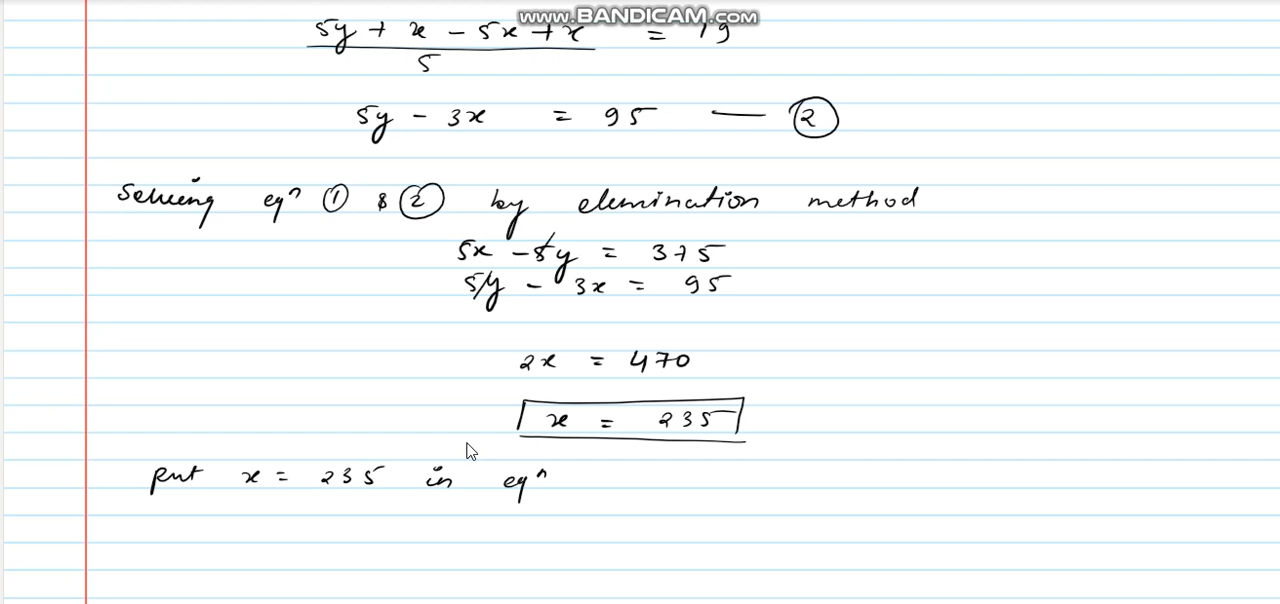 www.BANDICAM.com
5y + x - 5x + x = 19
5
5y - 3x = 95 — 2
Solving eqn 1 & 2 by elemination method
5x - 5y = 375
5y - 3x = 95
2x = 470
x = 235
put x = 235 in eqn